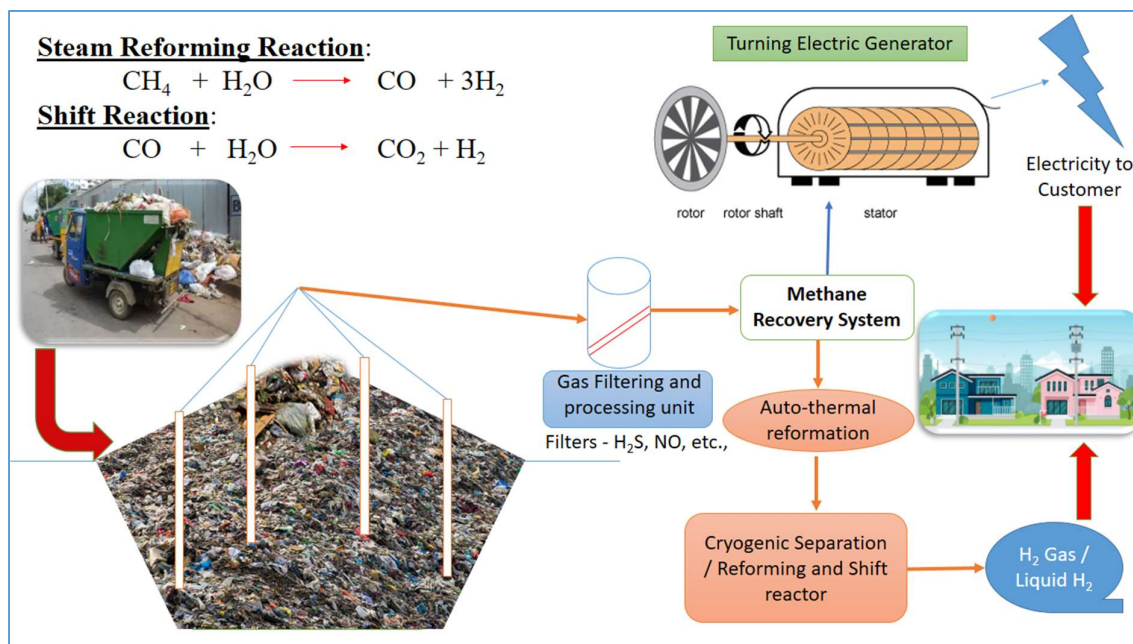 Steam Reforming Reaction:
CH₄ + H₂O → CO + 3H₂
Shift Reaction:
CO + H₂O → CO₂ + H₂
Turning Electric Generator
rotor
rotor shaft
stator
Electricity to
Customer
Methane
Recovery System
Gas Filtering and
processing unit
Filters - H₂S, NO, etc.,
Auto-thermal
reformation
Cryogenic Separation
/ Reforming and Shift
reactor
H₂ Gas /
Liquid H₂